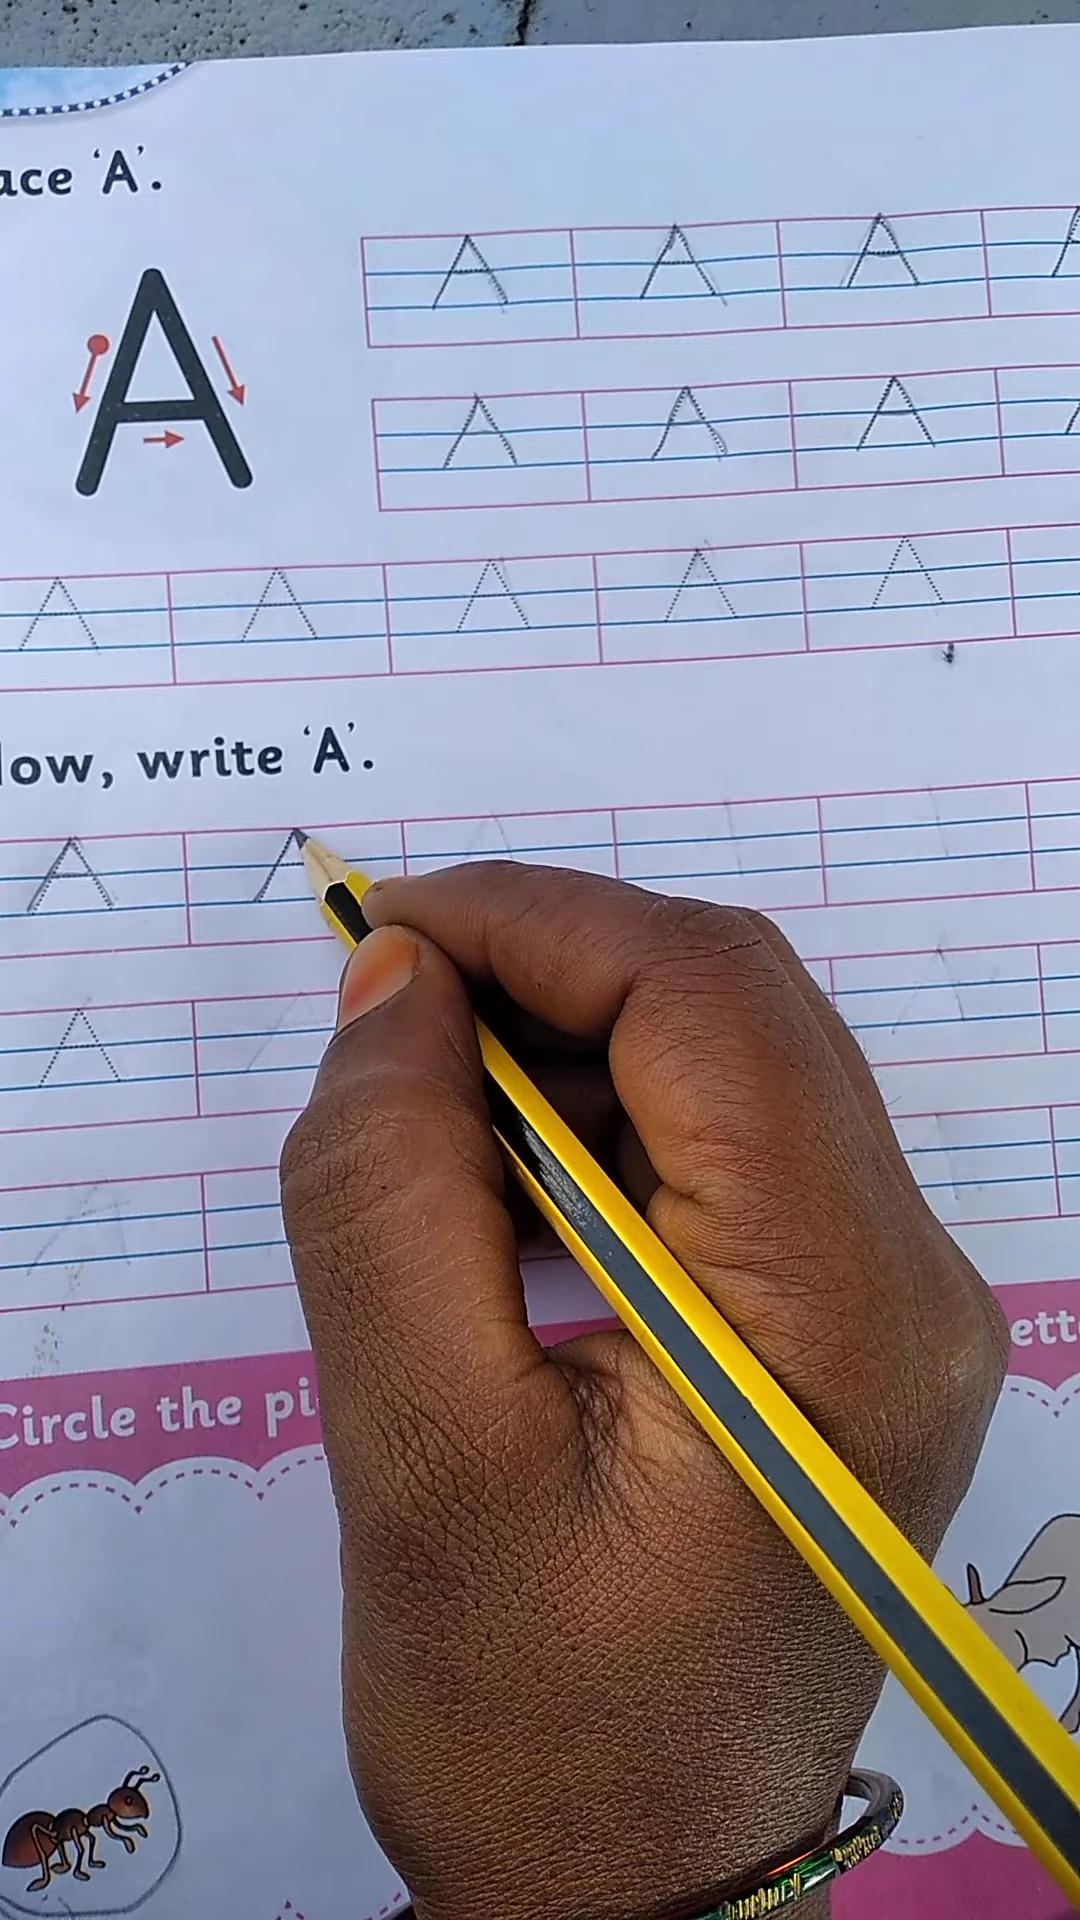 ace 'A'.
A
A A A A
A A A A
A A A A A
low, write 'A'.
A A
A
Circle the pi
ett